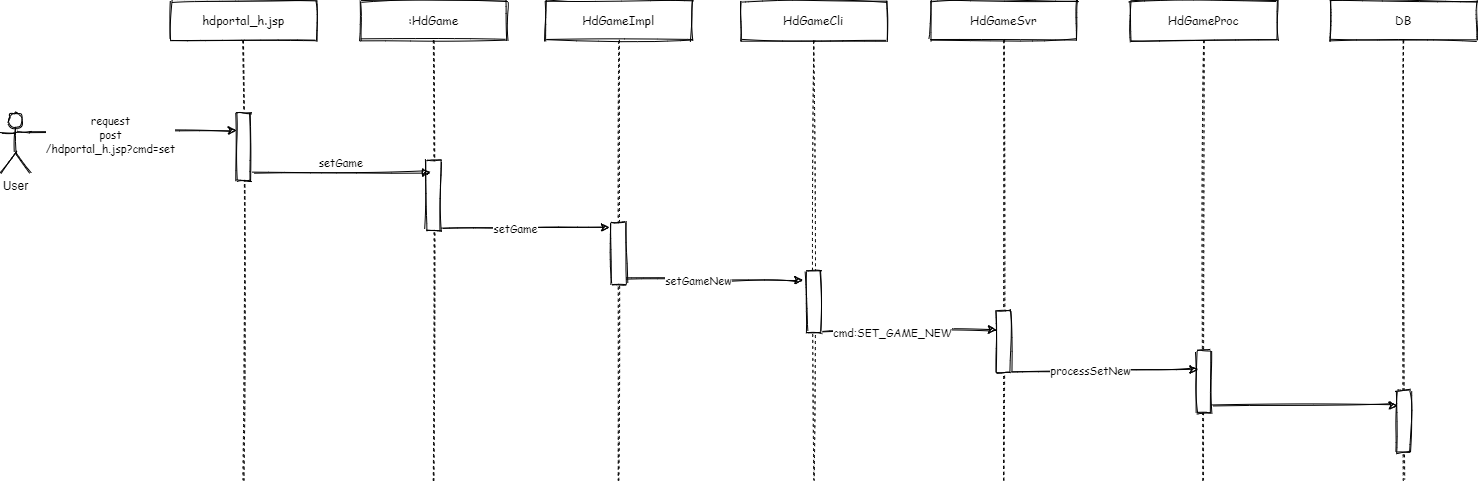 hdportal_h.jsp
:HdGame
HdGameImpl
HdGameCli
HdGameSvr
HdGameProc
DB
request
post
/hdportal_h.jsp?cmd=set
User
setGame
setGame
setGameNew
cmd:SET_GAME_NEW
processSetNew